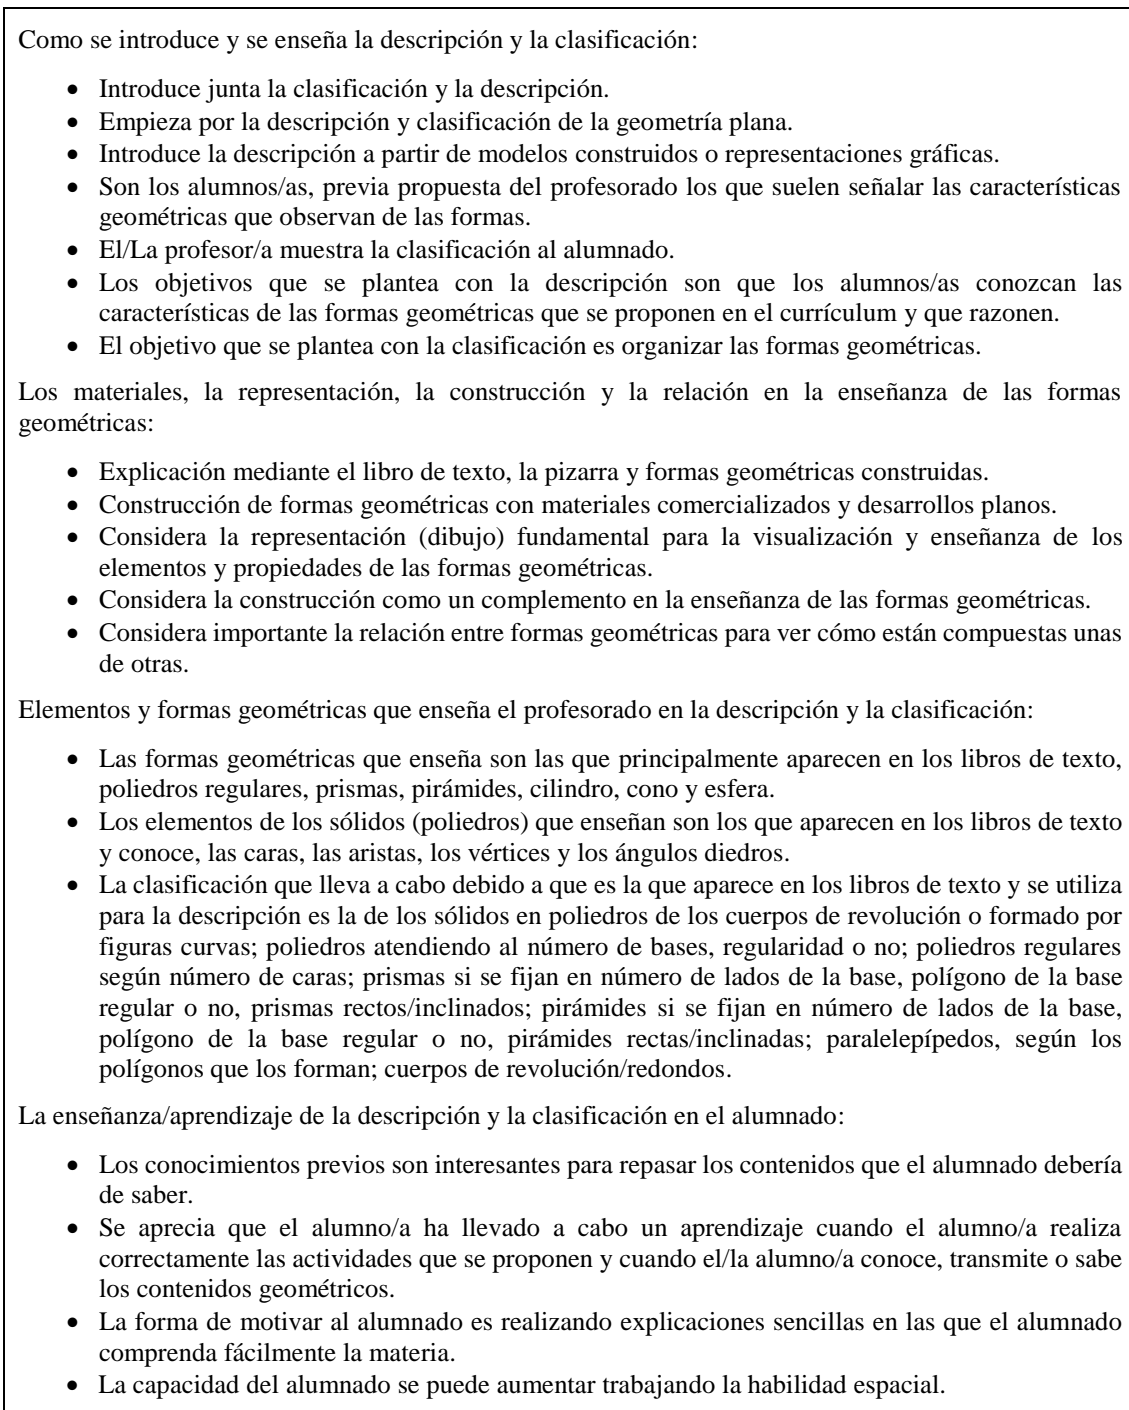 Como se introduce y se enseña la descripción y la clasificación:
• Introduce junta la clasificación y la descripción.
• Empieza por la descripción y clasificación de la geometría plana.
• Introduce la descripción a partir de modelos construidos o representaciones gráficas.
• Son los alumnos/as, previa propuesta del profesorado los que suelen señalar las características
geométricas que observan de las formas.
• El/La profesor/a muestra la clasificación al alumnado.
• Los objetivos que se plantea con la descripción son que los alumnos/as conozcan las
características de las formas geométricas que se proponen en el currículum y que razonen.
• El objetivo que se plantea con la clasificación es organizar las formas geométricas.
Los materiales, la representación, la construcción y la relación en la enseñanza de las formas
geométricas:
• Explicación mediante el libro de texto, la pizarra y formas geométricas construidas.
• Construcción de formas geométricas con materiales comercializados y desarrollos planos.
• Considera la representación (dibujo) fundamental para la visualización y enseñanza de los
elementos y propiedades de las formas geométricas.
• Considera la construcción como un complemento en la enseñanza de las formas geométricas.
• Considera importante la relación entre formas geométricas para ver cómo están compuestas unas
de otras.
Elementos y formas geométricas que enseña el profesorado en la descripción y la clasificación:
• Las formas geométricas que enseña son las que principalmente aparecen en los libros de texto,
poliedros regulares, prismas, pirámides, cilindro, cono y esfera.
• Los elementos de los sólidos (poliedros) que enseñan son los que aparecen en los libros de texto
y conoce, las caras, las aristas, los vértices y los ángulos diedros.
• La clasificación que lleva a cabo debido a que es la que aparece en los libros de texto y se utiliza
para la descripción es la de los sólidos en poliedros de los cuerpos de revolución o formado por
figuras curvas; poliedros atendiendo al número de bases, regularidad o no; poliedros regulares
según número de caras; prismas si se fijan en número de lados de la base, polígono de la base
regular o no, prismas rectos/inclinados; pirámides si se fijan en número de lados de la base,
polígono de la base regular o no, pirámides rectas/inclinadas; paralelepípedos, según los
polígonos que los forman; cuerpos de revolución/redondos.
La enseñanza/aprendizaje de la descripción y la clasificación en el alumnado:
• Los conocimientos previos son interesantes para repasar los contenidos que el alumnado debería
de saber.
• Se aprecia que el alumno/a ha llevado a cabo un aprendizaje cuando el alumno/a realiza
correctamente las actividades que se proponen y cuando el/la alumno/a conoce, transmite o sabe
los contenidos geométricos.
• La forma de motivar al alumnado es realizando explicaciones sencillas en las que el alumnado
comprenda fácilmente la materia.
• La capacidad del alumnado se puede aumentar trabajando la habilidad espacial.